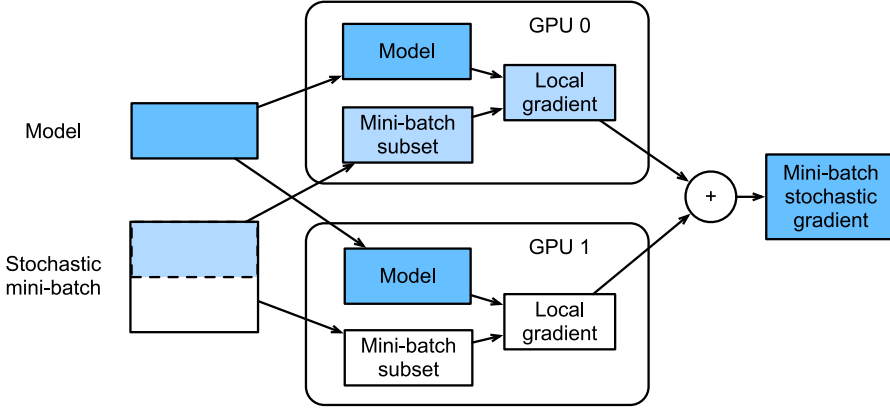 Model
Stochastic
mini-batch
GPU 0
Model
Mini-batch
subset
Local
gradient
GPU 1
Model
Mini-batch
subset
Local
gradient
+
Mini-batch
stochastic
gradient